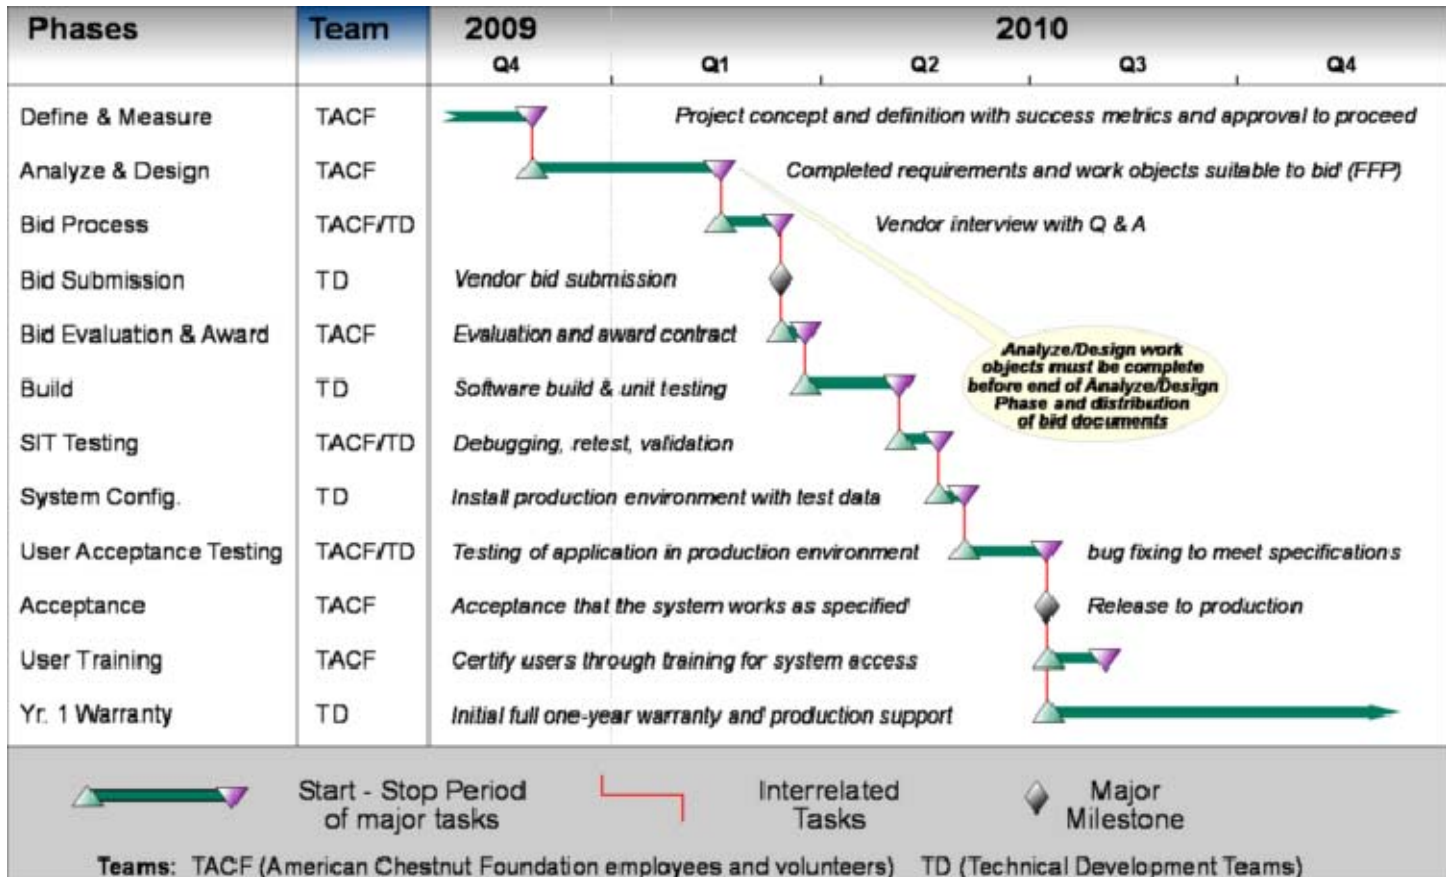 Phases Team 2009 2010
Q4 Q1 Q2 Q3 Q4
Define & Measure TACF Project concept and definition with success metrics and approval to proceed
Analyze & Design TACF Completed requirements and work objects suitable to bid (FFP)
Bid Process TACF/TD Vendor interview with Q & A
Bid Submission TD Vendor bid submission
Bid Evaluation & Award TACF Evaluation and award contract
Analyze/Design work
objects must be complete
before end of Analyze/Design
Phase and distribution
of bid documents
Build TD Software build & unit testing
SIT Testing TACF/TD Debugging, retest, validation
System Config. TD Install production environment with test data
User Acceptance Testing TACF/TD Testing of application in production environment bug fixing to meet specifications
Acceptance TACF Acceptance that the system works as specified Release to production
User Training TACF Certify users through training for system access
Yr. 1 Warranty TD Initial full one-year warranty and production support
Start - Stop Period
of major tasks
Interrelated
Tasks
Major
Milestone
Teams: TACF (American Chestnut Foundation employees and volunteers) TD (Technical Development Teams)